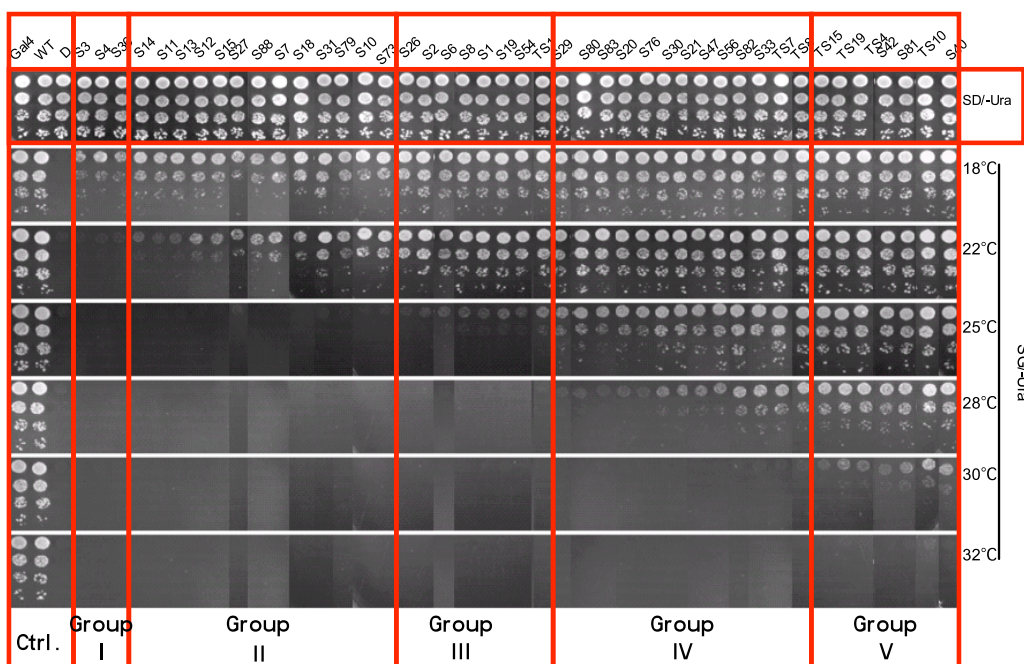 Gal4 WT D S3 S4 S36 S14 S11 S13 S12 S15 S27 S88 S7 S18 S31 S79 S10 S73 S26 S2 S6 S8 S1 S19 S54 TS1 S29 S80 S83 S20 S76 S30 S21 S47 S56 S82 S33 TS7 TS8 TS15 TS19 TS4 S42 S81 TS10 S40
SD/-Ura
18°C
22°C
25°C
28°C
30°C
32°C
SG/-Ura
Ctrl.
Group I
Group II
Group III
Group IV
Group V